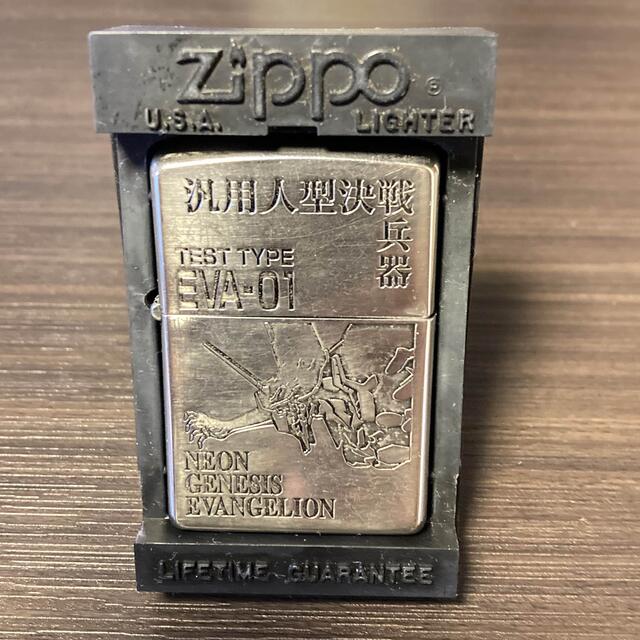 Zippo®
U.S.A. LIGHTER
汎用人型決戦
兵器
TEST TYPE
EVA-01
NEON
GENESIS
EVANGELION
LIFETIME GUARANTEE